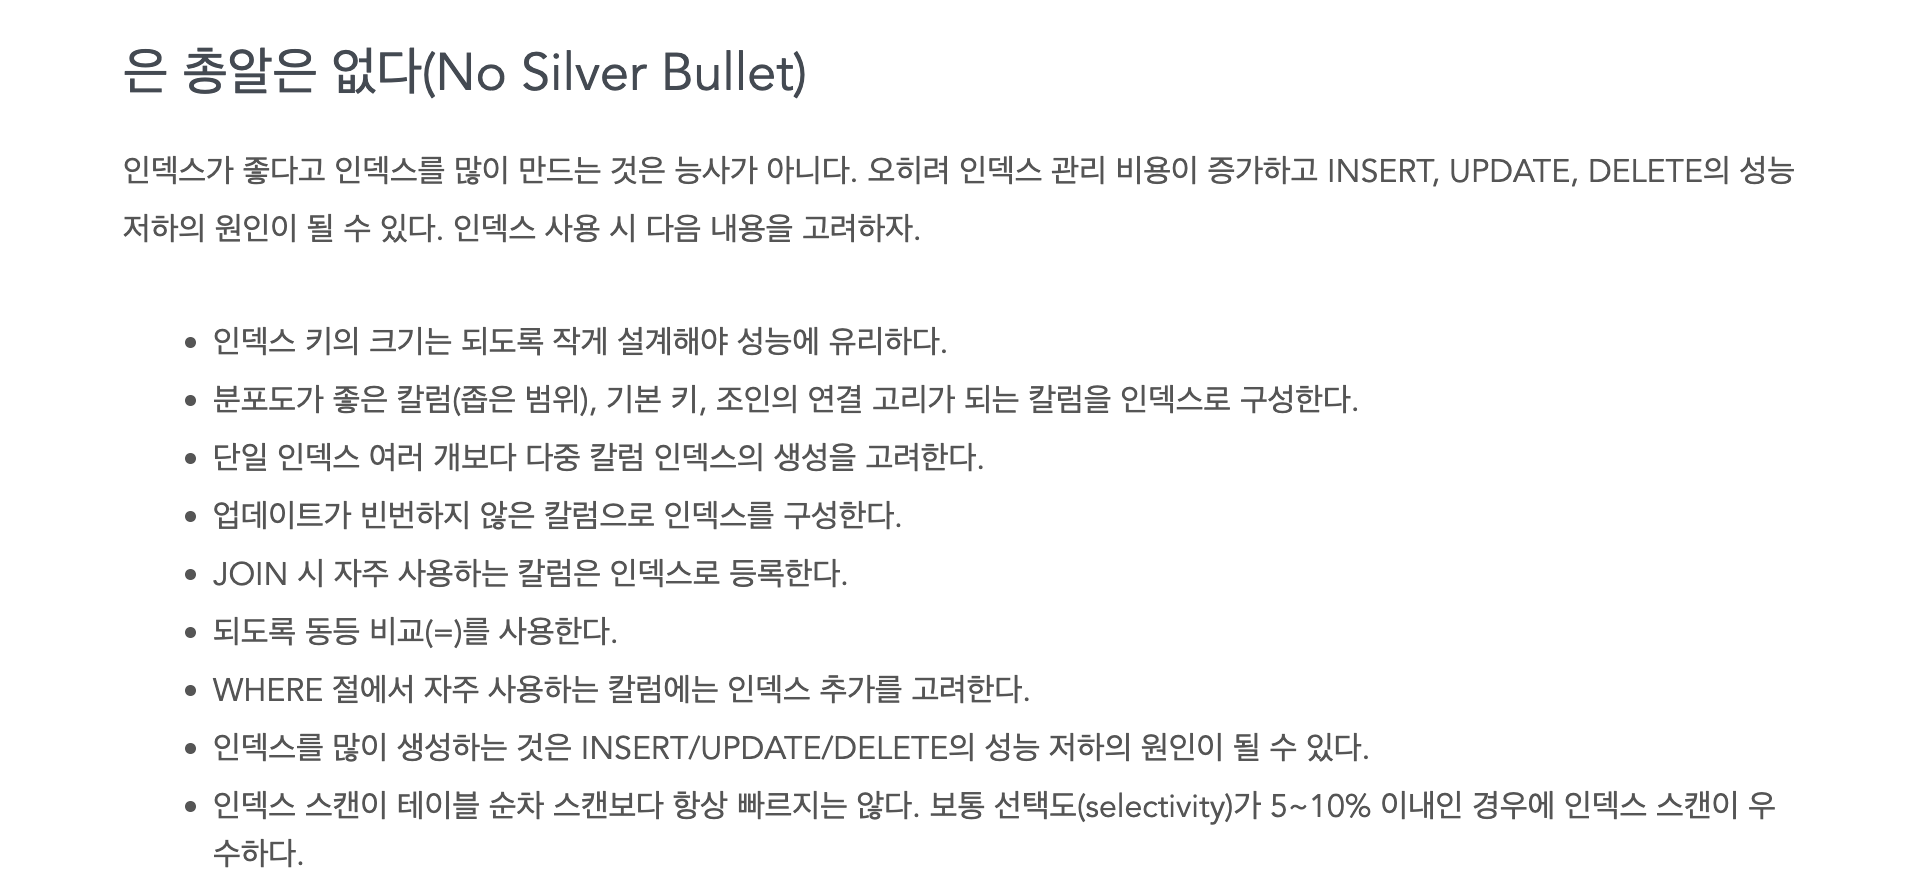 은 총알은 없다(No Silver Bullet)
인덱스가 좋다고 인덱스를 많이 만드는 것은 능사가 아니다. 오히려 인덱스 관리 비용이 증가하고 INSERT, UPDATE, DELETE의 성능
저하의 원인이 될 수 있다. 인덱스 사용 시 다음 내용을 고려하자.
• 인덱스 키의 크기는 되도록 작게 설계해야 성능에 유리하다.
• 분포도가 좋은 칼럼(좁은 범위), 기본 키, 조인의 연결 고리가 되는 칼럼을 인덱스로 구성한다.
• 단일 인덱스 여러 개보다 다중 칼럼 인덱스의 생성을 고려한다.
• 업데이트가 빈번하지 않은 칼럼으로 인덱스를 구성한다.
• JOIN 시 자주 사용하는 칼럼은 인덱스로 등록한다.
• 되도록 동등 비교(=)를 사용한다.
• WHERE 절에서 자주 사용하는 칼럼에는 인덱스 추가를 고려한다.
• 인덱스를 많이 생성하는 것은 INSERT/UPDATE/DELETE의 성능 저하의 원인이 될 수 있다.
• 인덱스 스캔이 테이블 순차 스캔보다 항상 빠르지는 않다. 보통 선택도(selectivity)가 5~10% 이내인 경우에 인덱스 스캔이 우
수하다.